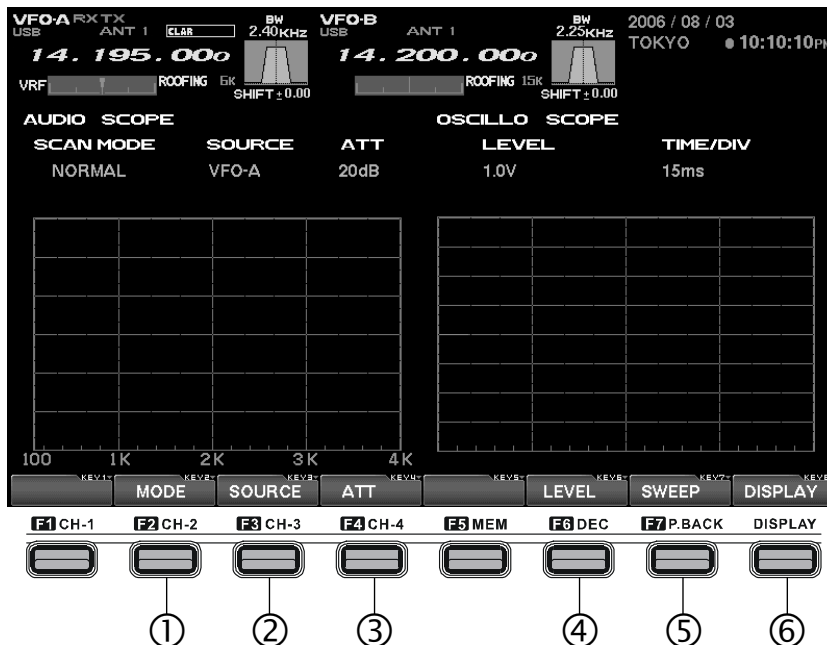 VFO-A RX TX
USB ANT 1 CLAR
BW
2.40KHz
14. 195. 000
VRF ROOFING 6K
SHIFT ± 0.00
VFO-B
USB ANT 1
BW
2.25KHz
14. 200. 000
ROOFING 15K
SHIFT ± 0.00
2006 / 08 / 03
TOKYO 10:10:10PM
AUDIO SCOPE
SCAN MODE SOURCE ATT
NORMAL VFO-A 20dB
OSCILLO SCOPE
LEVEL TIME/DIV
1.0V 15ms
100 1K 2K 3K 4K
KEY1 KEY2 KEY3 KEY4 KEY5 KEY6 KEY7 KEY8
MODE SOURCE ATT LEVEL SWEEP DISPLAY
F1 CH-1 F2 CH-2 F3 CH-3 F4 CH-4 F5 MEM F6 DEC F7 P.BACK DISPLAY
① ② ③ ④ ⑤ ⑥